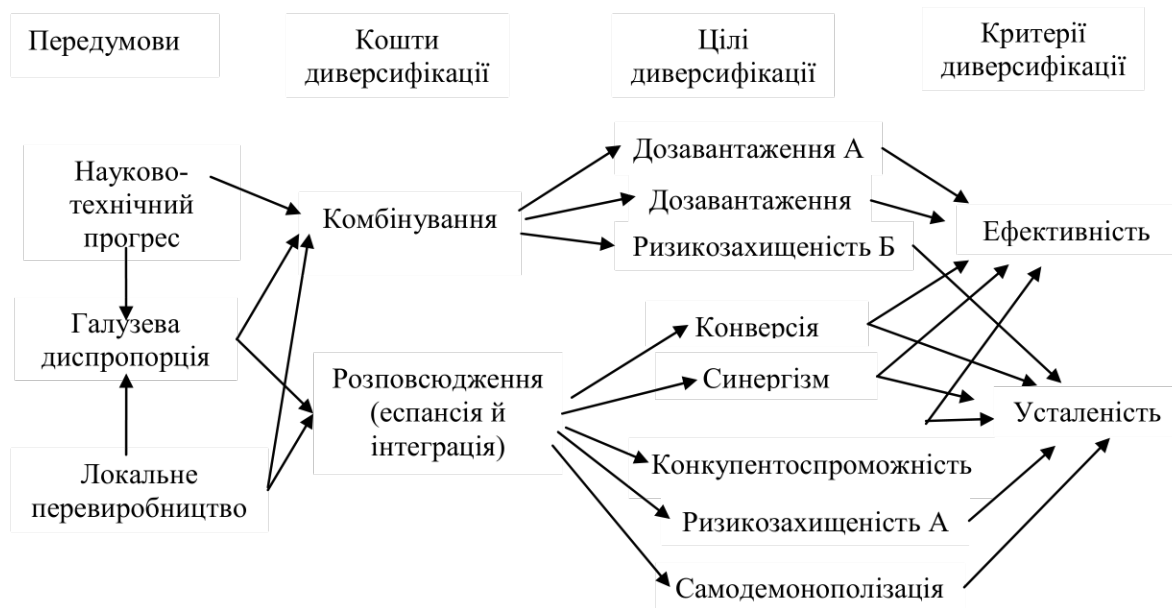 Передумови
Кошти
диверсифікації
Цілі
диверсифікації
Критерії
диверсифікації
Науково-
технічний
прогрес
Галузева
диспропорція
Локальне
перевиробництво
Комбінування
Розповсюдження
(еспансія й
інтеграція)
Дозавантаження А
Дозавантаження
Ризикозахищеність Б
Конверсія
Синергізм
Конкупентоспроможність
Ризикозахищеність А
Самодемонополізація
Ефективність
Усталеність